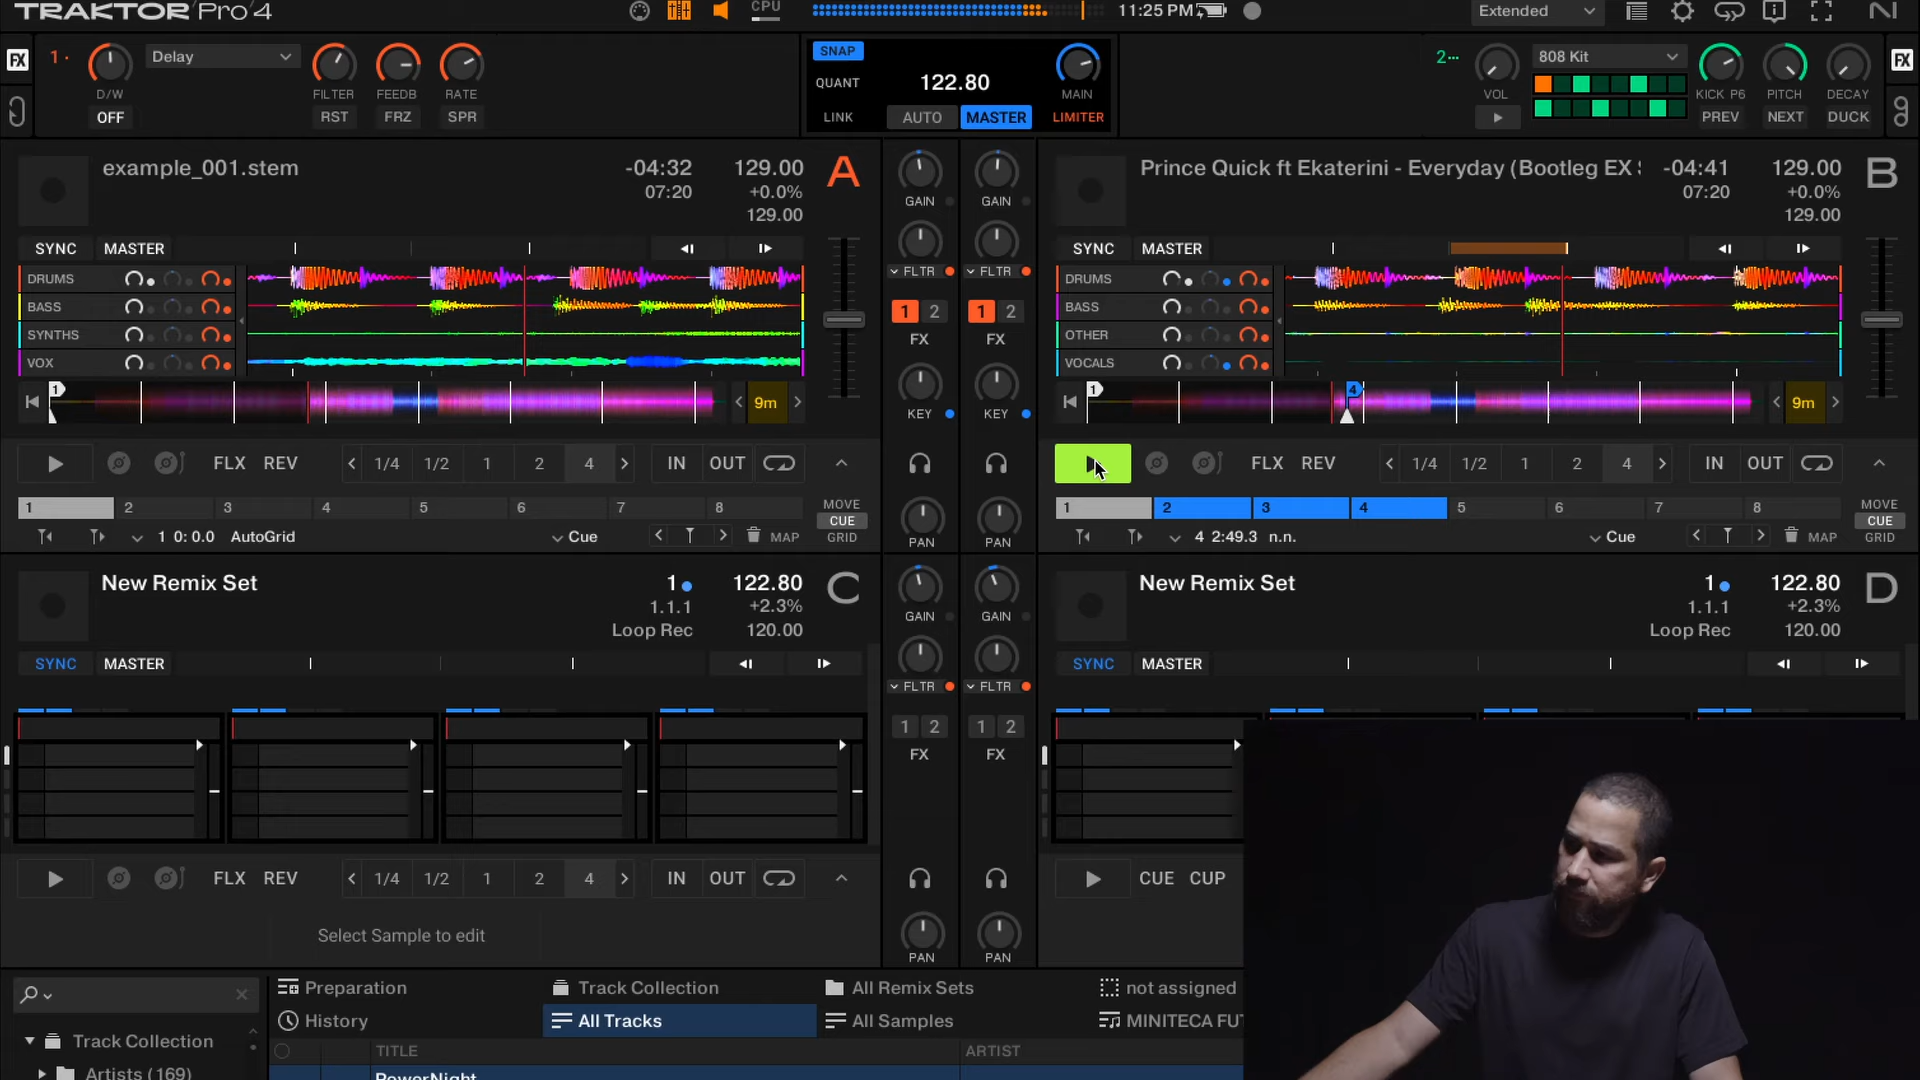 TRAKTOR Pro 4
CPU
11:25 PM
Extended
FX
1
Delay
D/W
FILTER
FEEDB
RATE
OFF
RST
FRZ
SPR
SNAP
QUANT
LINK
122.80
AUTO
MASTER
MAIN
LIMITER
2
VOL
808 Kit
KICK P6
PITCH
DECAY
PREV
NEXT
DUCK
FX
example_001.stem
-04:32
07:20
129.00
+0.0%
129.00
A
SYNC
MASTER
DRUMS
BASS
SYNTHS
VOX
1
9m
FLX
REV
1/4
1/2
1
2
4
IN
OUT
1
2
3
4
5
6
7
8
MOVE
CUE
GRID
1 0: 0.0 AutoGrid
Cue
MAP
GAIN
GAIN
FLTR
FLTR
1 2
1 2
FX
FX
KEY
KEY
PAN
PAN
Prince Quick ft Ekaterini - Everyday (Bootleg EX
-04:41
07:20
129.00
+0.0%
129.00
B
SYNC
MASTER
DRUMS
BASS
OTHER
VOCALS
1
4
9m
FLX
REV
1/4
1/2
1
2
4
IN
OUT
1
2
3
4
5
6
7
8
MOVE
CUE
GRID
4 2:49.3 n.n.
Cue
MAP
New Remix Set
1
1.1.1
Loop Rec
122.80
+2.3%
120.00
C
SYNC
MASTER
FLX
REV
1/4
1/2
1
2
4
IN
OUT
Select Sample to edit
GAIN
GAIN
FLTR
FLTR
1 2
1 2
FX
FX
PAN
PAN
New Remix Set
1
1.1.1
Loop Rec
122.80
+2.3%
120.00
D
SYNC
MASTER
CUE
CUP
Preparation
Track Collection
All Remix Sets
not assigned
History
All Tracks
All Samples
MINITECA FU
Track Collection
Artists (169)
TITLE
ARTIST
PowerNight